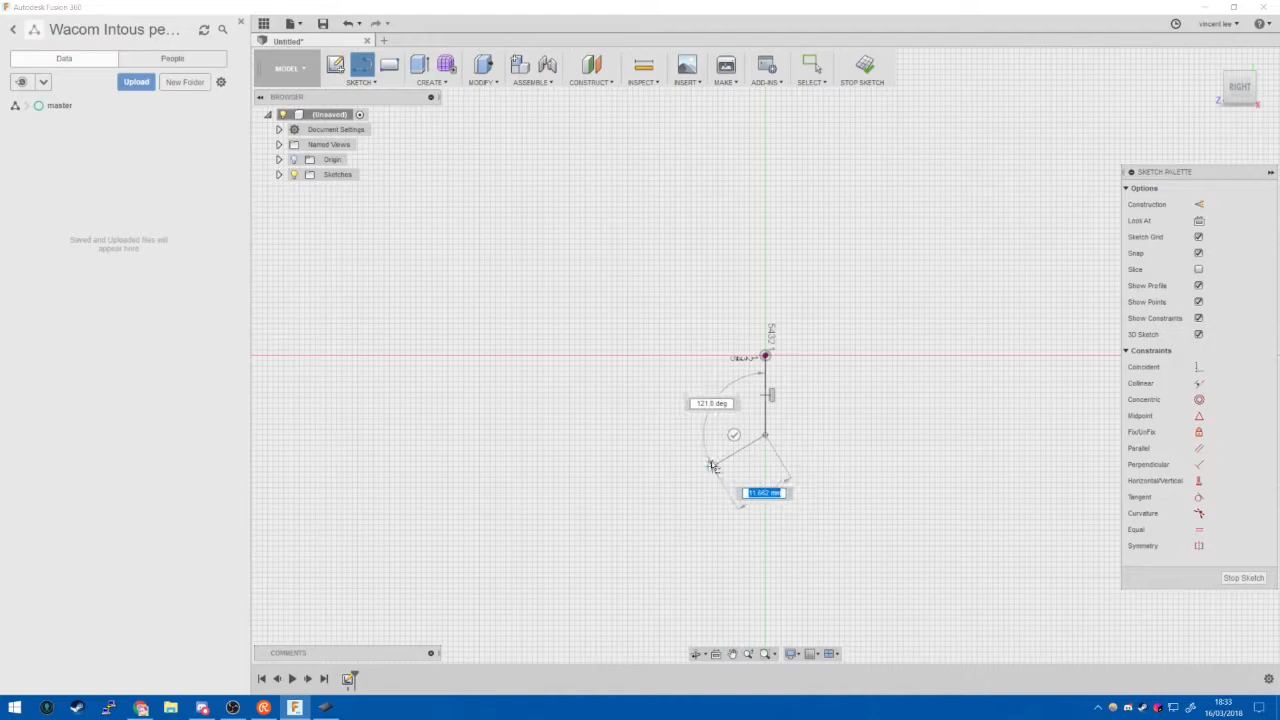 Autodesk Fusion 360
Wacom Intous pe...
Data
People
Upload
New Folder
master
Saved and Uploaded files will
appear here
Untitled*
vincent lee
MODEL
SKETCH
CREATE
MODIFY
ASSEMBLE
CONSTRUCT
INSPECT
INSERT
MAKE
ADD-INS
SELECT
STOP SKETCH
BROWSER
(Unsaved)
Document Settings
Named Views
Origin
Sketches
RIGHT
Z
X
SKETCH PALETTE
Options
Construction
Look At
Sketch Grid
Snap
Slice
Show Profile
Show Points
Show Constraints
3D Sketch
Constraints
Coincident
Collinear
Concentric
Midpoint
Fix/UnFix
Parallel
Perpendicular
Horizontal/Vertical
Tangent
Curvature
Equal
Symmetry
Stop Sketch
121.0 deg
11.662 mm
COMMENTS
18:33
16/03/2018